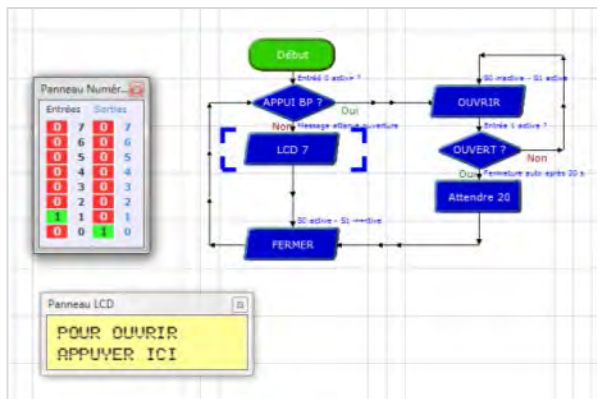 Début
Entrée 0 active ?
APPUI BP ?
Oui
Non
Message attente ouverture
LCD 7
S0 active - S1 inactive
FERMER
S0 inactive - S1 active
OUVRIR
Entrée 1 active ?
OUVERT ?
Non
Oui
Fermeture auto après 20 s
Attendre 20
Panneau Numér...
Entrées Sorties
0 7 0 7
0 6 0 6
0 5 0 5
0 4 0 4
0 3 0 3
0 2 0 2
1 1 0 1
0 0 1 0
Panneau LCD
POUR OUVRIR
APPUYER ICI